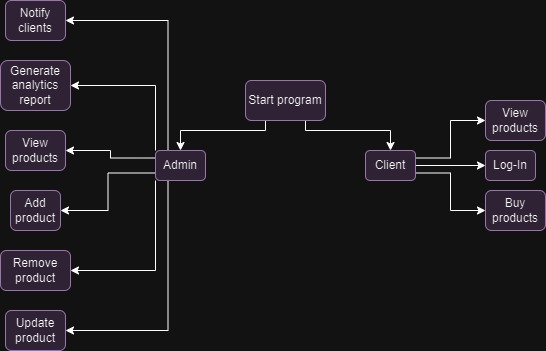 Notify
clients
Generate
analytics
report
View
products
Add
product
Remove
product
Update
product
Start program
Admin
Client
View
products
Log-In
Buy
products